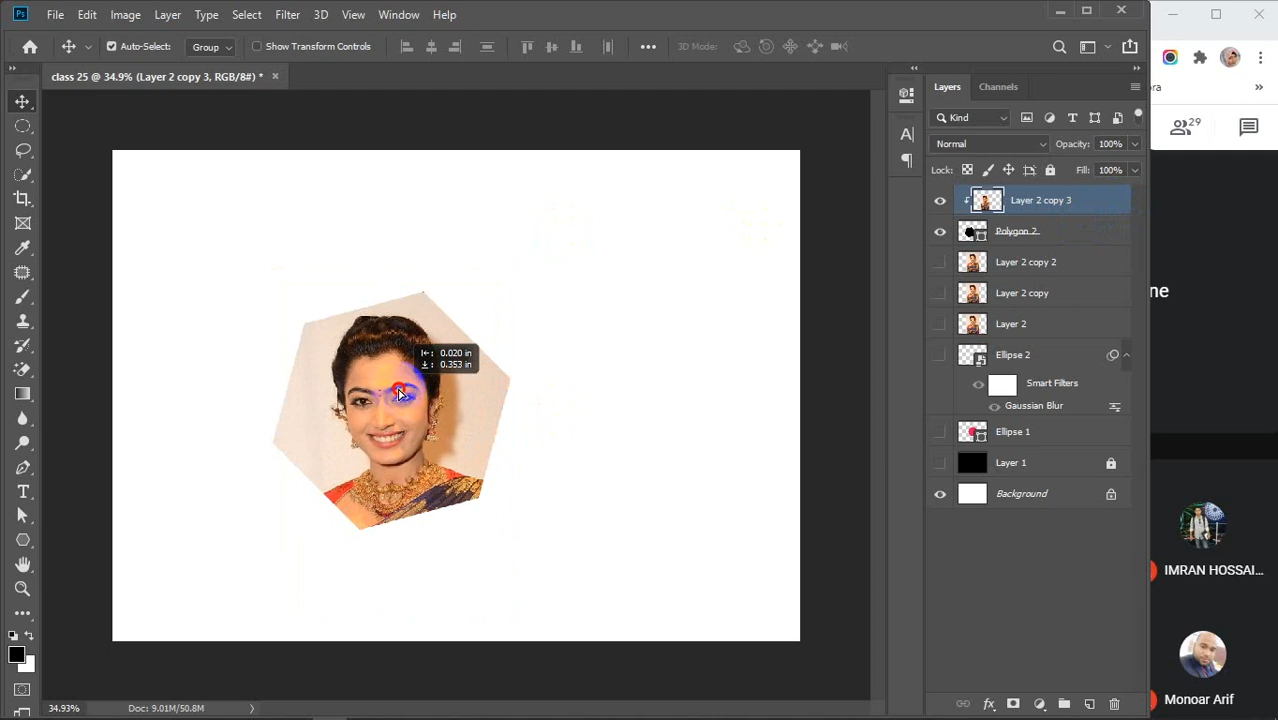 Ps File Edit Image Layer Type Select Filter 3D View Window Help
Auto-Select: Group Show Transform Controls 3D Mode:
class 25 @ 34.9% (Layer 2 copy 3, RGB/8#) *
Layers Channels
Kind
Normal Opacity: 100%
Lock: Fill: 100%
Layer 2 copy 3
Polygon 2
Layer 2 copy 2
Layer 2 copy
Layer 2
Ellipse 2
Smart Filters
Gaussian Blur
Ellipse 1
Layer 1
Background
0.020 in
0.353 in
34.93% Doc: 9.01M/50.8M
ora
29
ne
IMRAN HOSSAI...
Monoar Arif